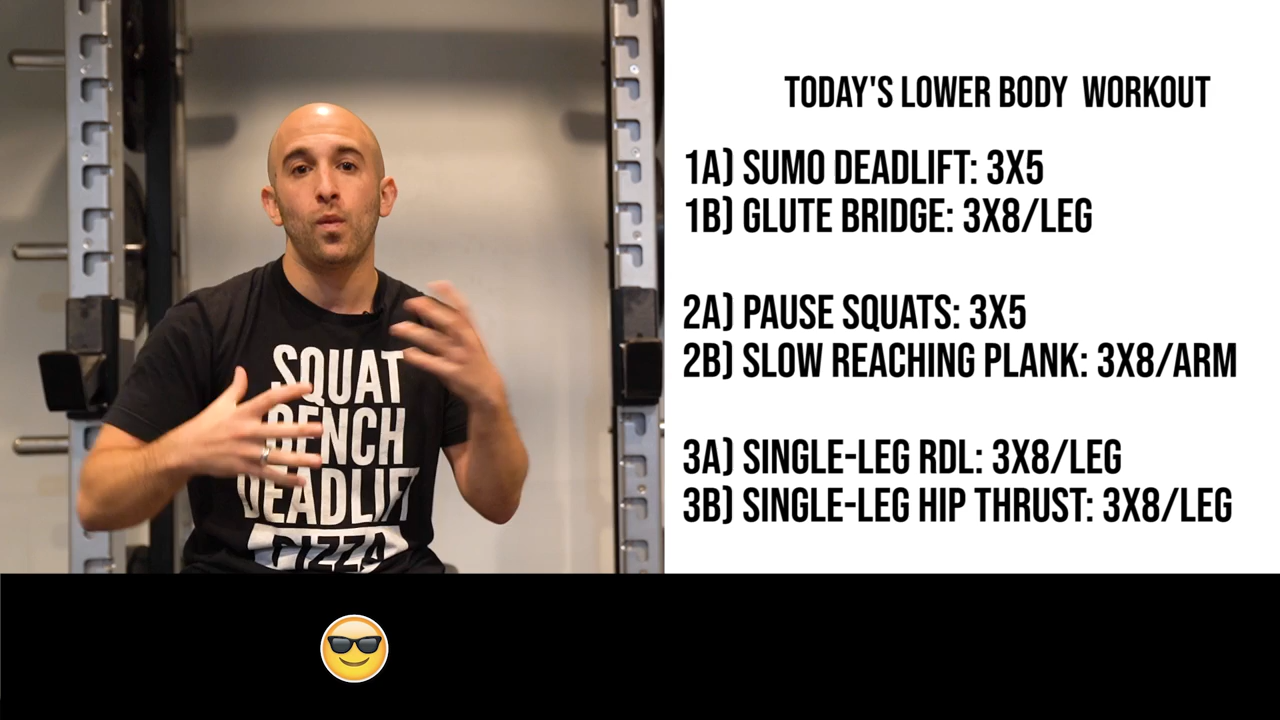 TODAY'S LOWER BODY WORKOUT
1A) SUMO DEADLIFT: 3X5
1B) GLUTE BRIDGE: 3X8/LEG
2A) PAUSE SQUATS: 3X5
2B) SLOW REACHING PLANK: 3X8/ARM
3A) SINGLE-LEG RDL: 3X8/LEG
3B) SINGLE-LEG HIP THRUST: 3X8/LEG
SQUAT
BENCH
DEADLIFT
PIZZA